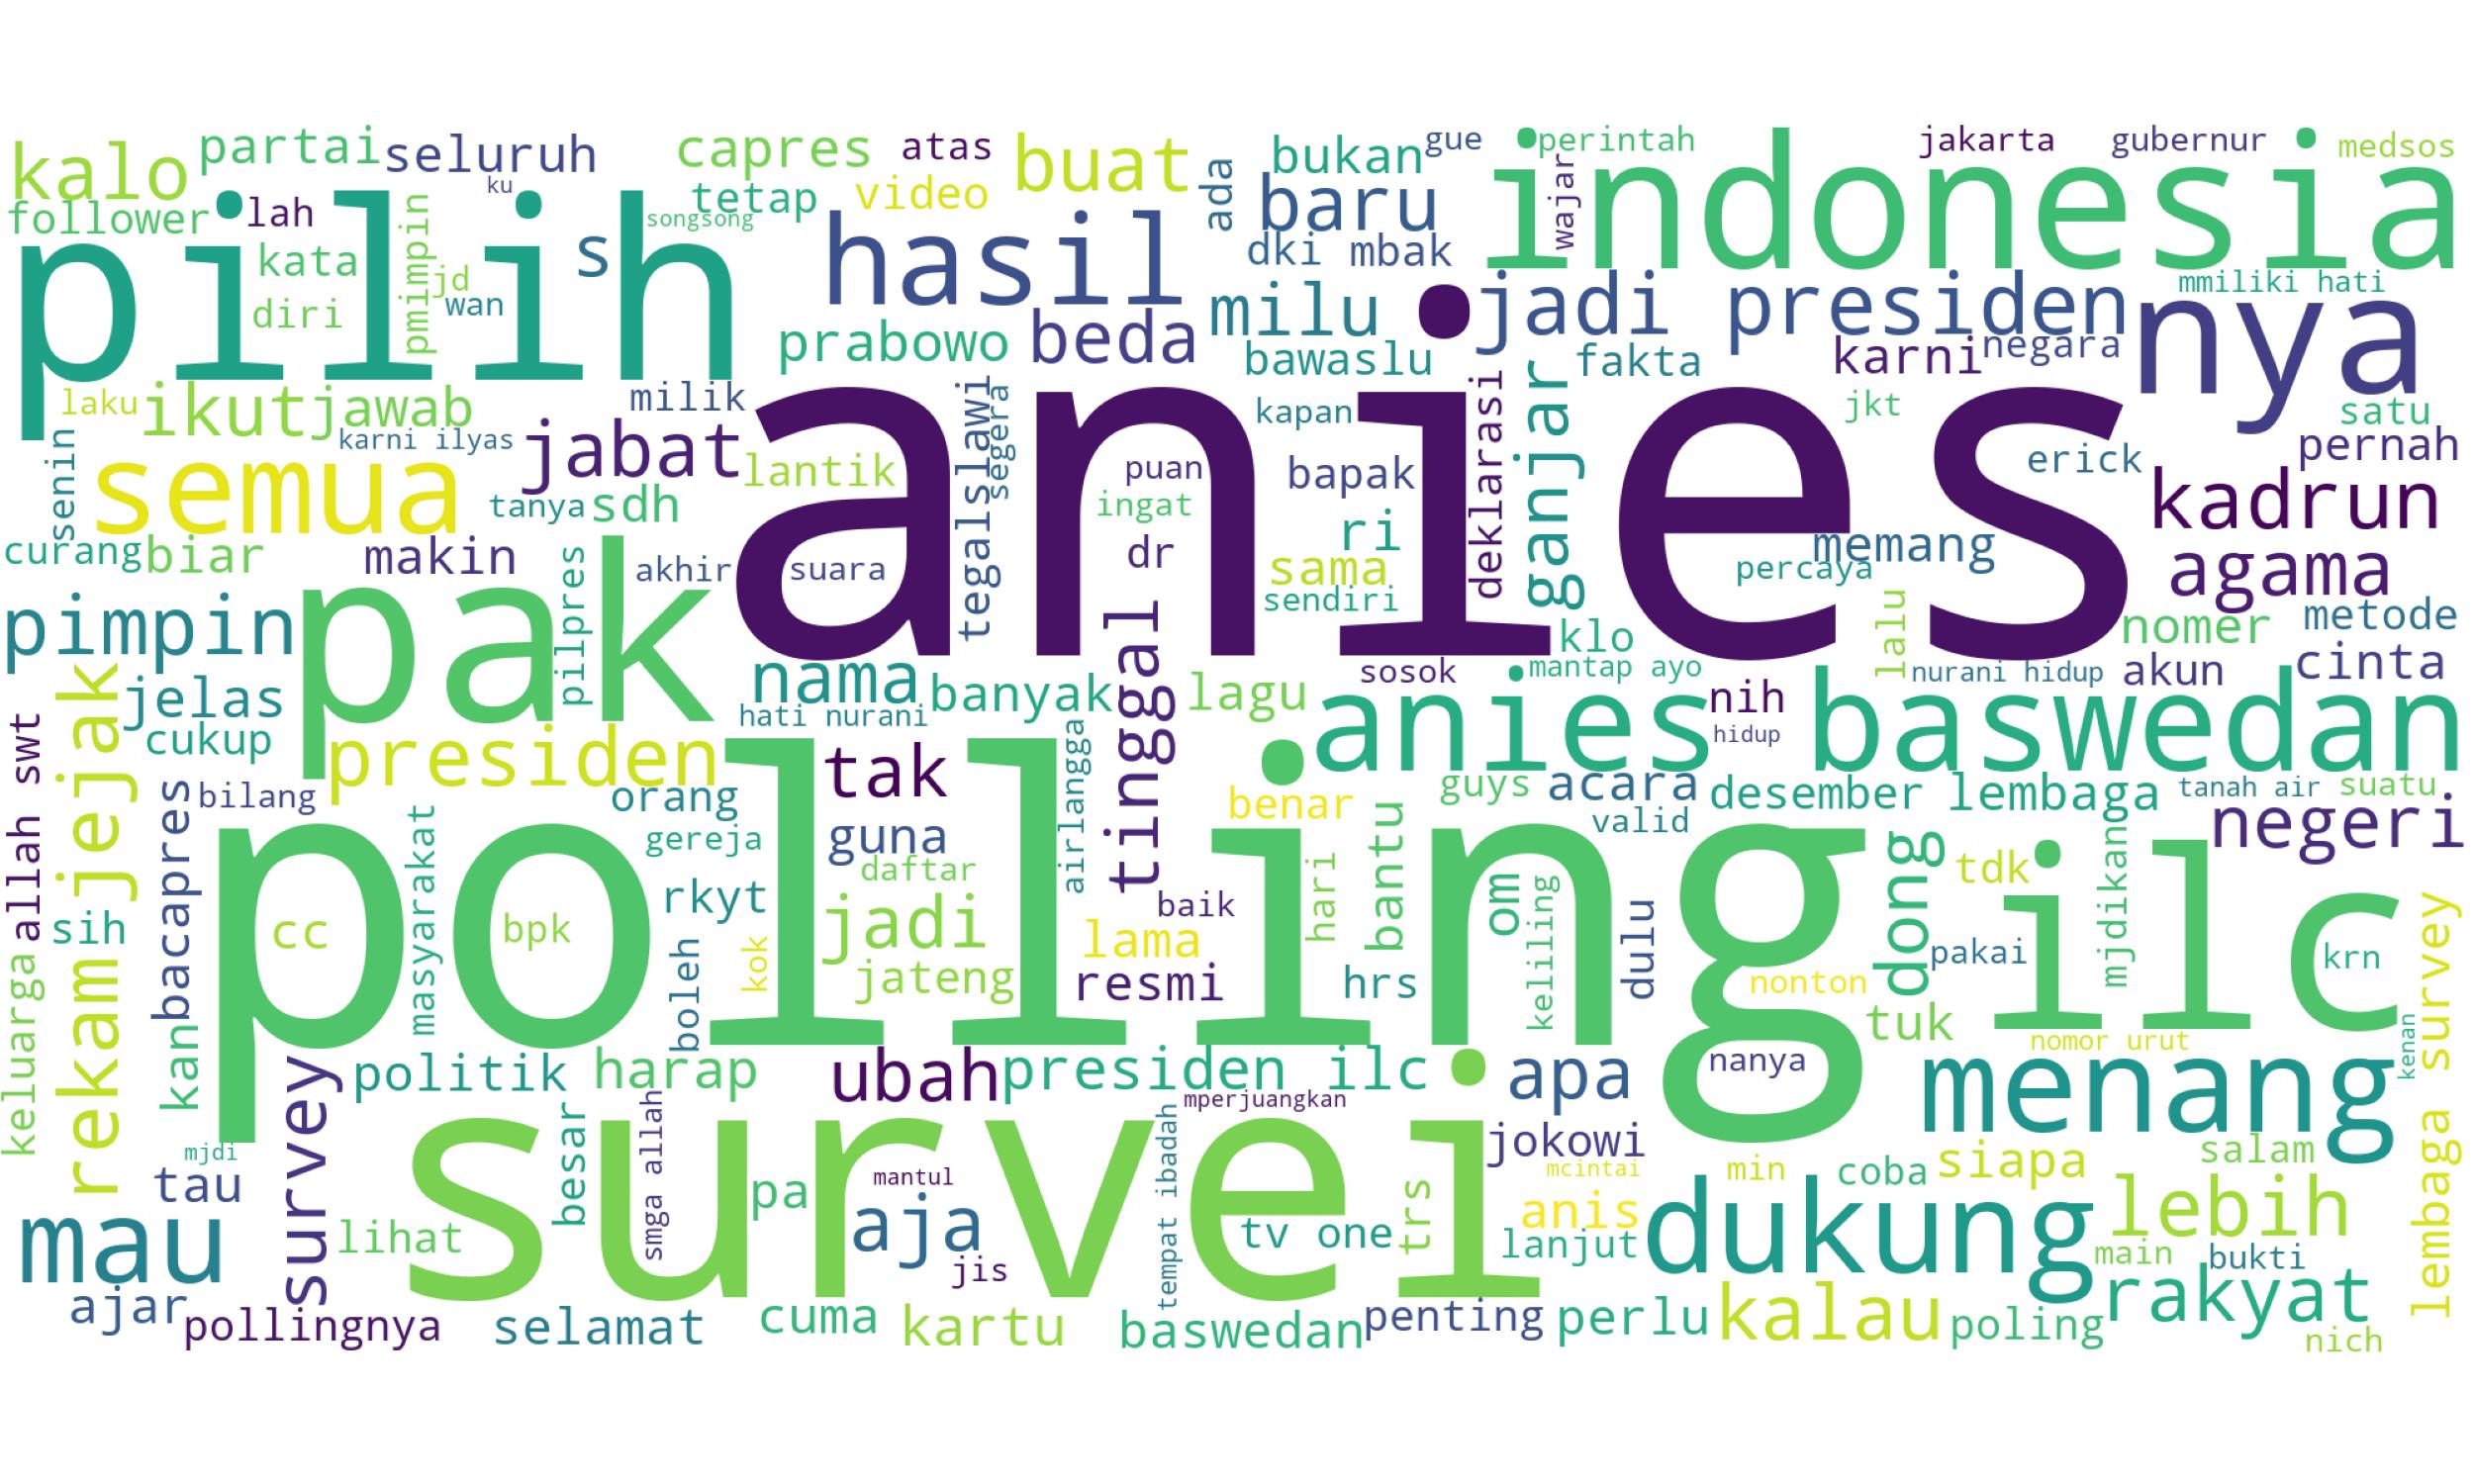 kalo
partai
seluruh
ku
capres
atas
buat
ada
bukan
gue
perintah
jakarta
gubernur
medsos
follower
lah
pilih
s
songsong
tetap
video
hasil
baru
wajar
indonesia
kata
pmimpin
jd
wan
diri
dki
mbak
milu
jadi presiden
mmiliki hati
nya
prabowo
beda
bawaslu
fakta
karni
negara
laku
ikut
jawab
milik
jabat
karni ilyas
senin
semua
lantik
tanya
sdh
tegalslawi
segera
puan
ingat
dr
kapan
bapak
ri
deklarasi
ganjar
jkt
satu
pernah
erick
kadrun
anies
curang
biar
makin
pilpres
akhir
suara
sama
sendiri
memang
percaya
agama
pimpin
pak
klo
lalu
nomer
metode
jelas
nama
banyak
tinggal
lagu
sosok
mantap ayo
nurani hidup
akun
cinta
cukup
hati nurani
nih
hidup
anies baswedan
allah swt
rekam jejak
presiden
tak
airlangga
bilang
orang
benar
guys
acara
desember
lembaga
tanah air
suatu
bacapres
masyarakat
gereja
guna
daftar
bantu
valid
negeri
sih
cc
bpk
rkyt
jadi
baik
hari
om
keliling
dulu
dong
tdk
mjdikan
ilc
krn
keluarga
kan
boleh
kok
jateng
lama
resmi
hrs
nonton
pakai
polling
tuk
nomor urut
kenan
lembaga survey
survey
politik
harap
ubah
presiden ilc
apa
nanya
menang
mjdi
tau
besar
smga allah
pa
mantul
mperjuangkan
tempat ibadah
jokowi
mcintai
min
coba
siapa
salam
mau
lihat
survei
aja
jis
tv one
trs
anis
lanjut
dukung
lebih
main
bukti
ajar
pollingnya
selamat
cuma
kartu
baswedan
penting
perlu
kalau
poling
rakyat
nich